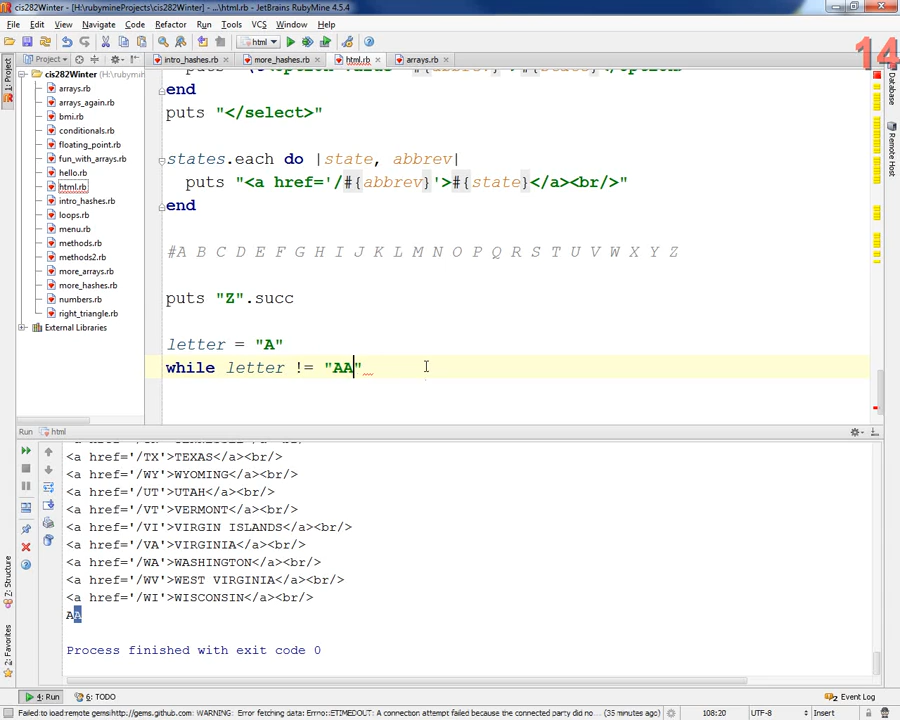 cis282Winter - [H:\rubymineProjects\cis282Winter] - ...\html.rb - JetBrains RubyMine 4.5.4
File Edit View Navigate Code Refactor Run Tools VCS Window Help
html
14
Project
intro_hashes.rb more_hashes.rb html.rb arrays.rb
cis282Winter (H:\rubymine
arrays.rb
arrays_again.rb
bmi.rb
conditionals.rb
floating_point.rb
fun_with_arrays.rb
hello.rb
html.rb
intro_hashes.rb
loops.rb
menu.rb
methods.rb
methods2.rb
more_arrays.rb
more_hashes.rb
numbers.rb
right_triangle.rb
External Libraries
1: Project
Database
Remote Host
end
puts "</select>"
states.each do |state, abbrev|
puts "<a href='/#{abbrev}'>#{state}</a><br/>"
end
#A B C D E F G H I J K L M N O P Q R S T U V W X Y Z
puts "Z".succ
letter = "A"
while letter != "AA"
Run html
<a href='/TX'>TEXAS</a><br/>
<a href='/WY'>WYOMING</a><br/>
<a href='/UT'>UTAH</a><br/>
<a href='/VT'>VERMONT</a><br/>
<a href='/VI'>VIRGIN ISLANDS</a><br/>
<a href='/VA'>VIRGINIA</a><br/>
<a href='/WA'>WASHINGTON</a><br/>
<a href='/WV'>WEST VIRGINIA</a><br/>
<a href='/WI'>WISCONSIN</a><br/>
AA
Process finished with exit code 0
7: Structure
2: Favorites
4: Run 6: TODO Event Log
Failed to load remote gems: http://gems.github.com: WARNING: Error fetching data: Errno::ETIMEDOUT: A connection attempt failed because the connected party did no... (35 minutes ago) 108:20 UTF-8 Insert